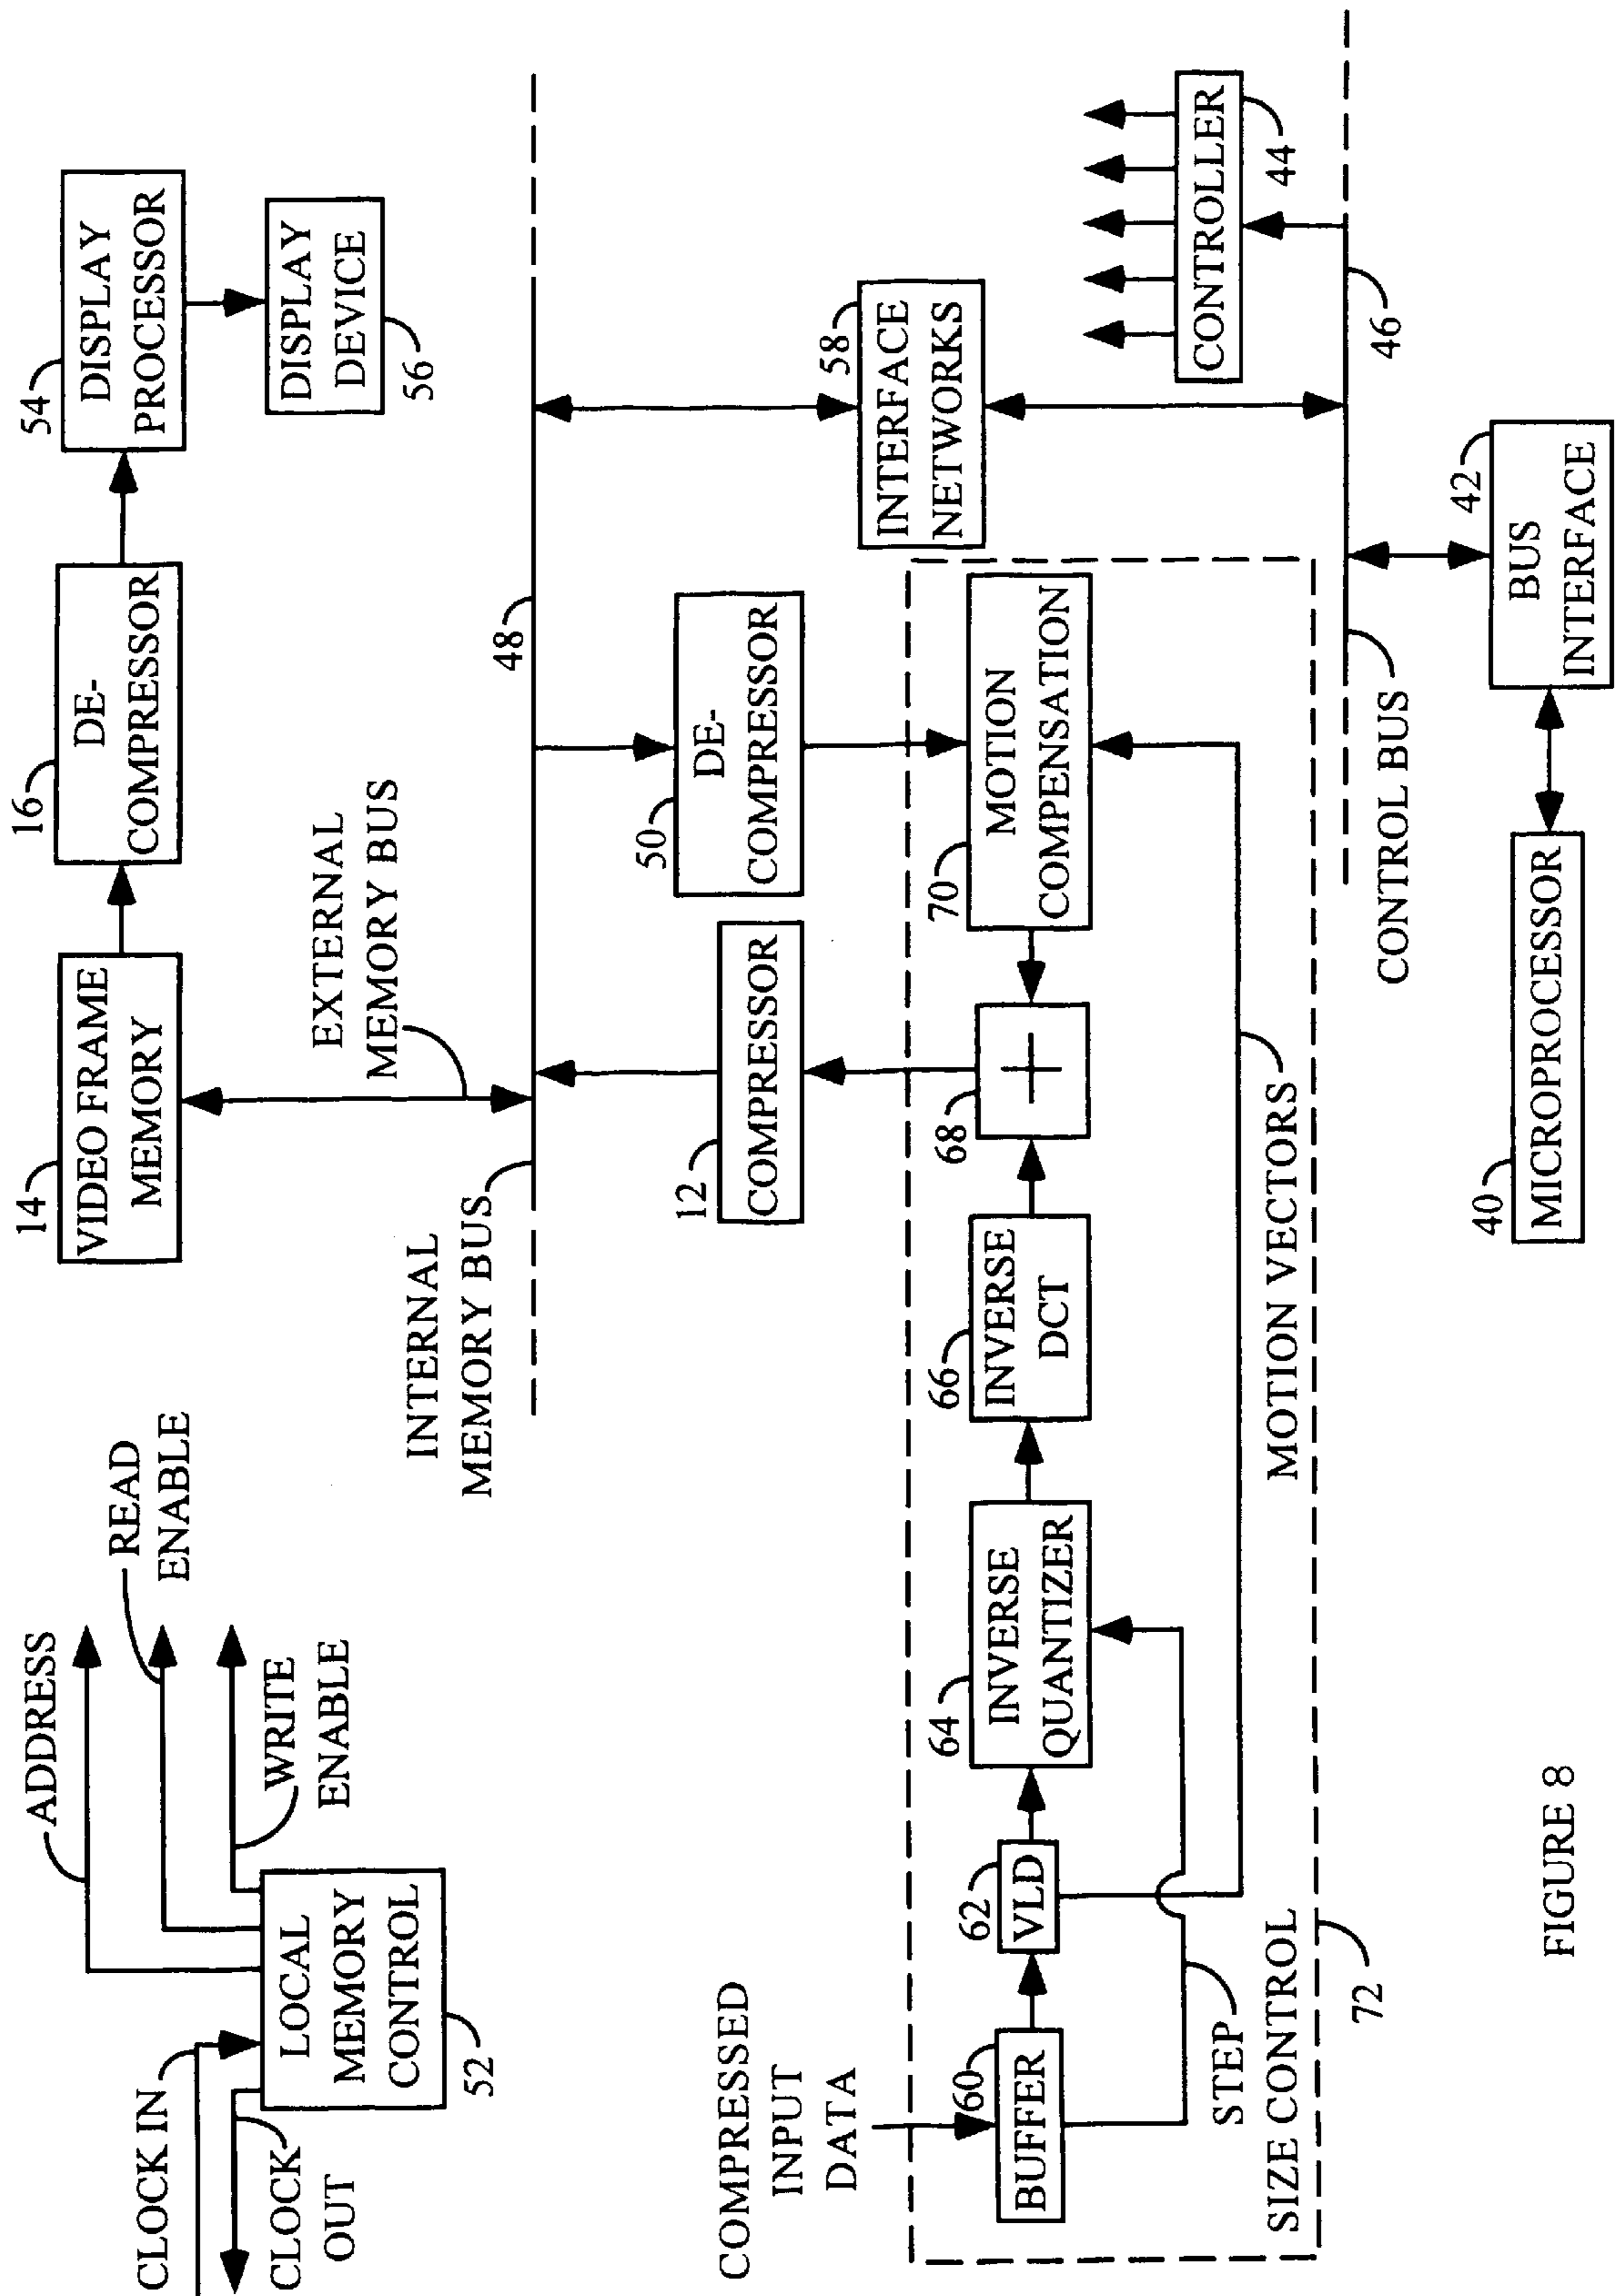 CLOCK IN
CLOCK
OUT
ADDRESS
READ
ENABLE
WRITE
ENABLE
LOCAL
MEMORY
CONTROL
52
14
VIDEO FRAME
MEMORY
16
DE-
COMPRESSOR
54
DISPLAY
PROCESSOR
DISPLAY
DEVICE
56
EXTERNAL
MEMORY BUS
INTERNAL
MEMORY BUS
48
12
COMPRESSOR
50
DE-
COMPRESSOR
58
INTERFACE
NETWORKS
CONTROLLER
44
46
COMPRESSED
INPUT
DATA
60
BUFFER
62
VLD
64
INVERSE
QUANTIZER
66
INVERSE
DCT
68
+
70
MOTION
COMPENSATION
STEP
SIZE CONTROL
MOTION VECTORS
72
CONTROL BUS
40
MICROPROCESSOR
42
BUS
INTERFACE
FIGURE 8